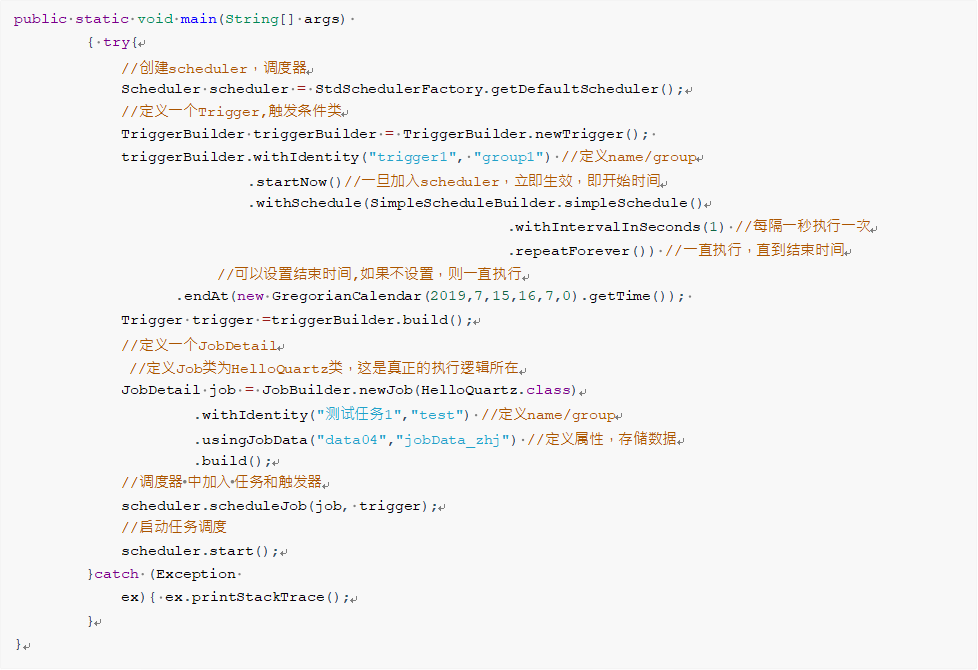 public static void main(String[] args)
{ try{
//创建scheduler，调度器
Scheduler scheduler = StdSchedulerFactory.getDefaultScheduler();
//定义一个Trigger,触发条件类
TriggerBuilder triggerBuilder = TriggerBuilder.newTrigger();
triggerBuilder.withIdentity("trigger1", "group1") //定义name/group
.startNow()//一旦加入scheduler，立即生效，即开始时间
.withSchedule(SimpleScheduleBuilder.simpleSchedule()
.withIntervalInSeconds(1) //每隔一秒执行一次
.repeatForever()) //一直执行，直到结束时间
//可以设置结束时间,如果不设置，则一直执行
.endAt(new GregorianCalendar(2019,7,15,16,7,0).getTime());
Trigger trigger =triggerBuilder.build();
//定义一个JobDetail
//定义Job类为HelloQuartz类，这是真正的执行逻辑所在
JobDetail job = JobBuilder.newJob(HelloQuartz.class)
.withIdentity("测试任务1","test") //定义name/group
.usingJobData("data04","jobData_zhj") //定义属性，存储数据
.build();
//调度器•中加入•任务和触发器
scheduler.scheduleJob(job, trigger);
//启动任务调度
scheduler.start();
}catch (Exception
ex){ ex.printStackTrace();
}
}